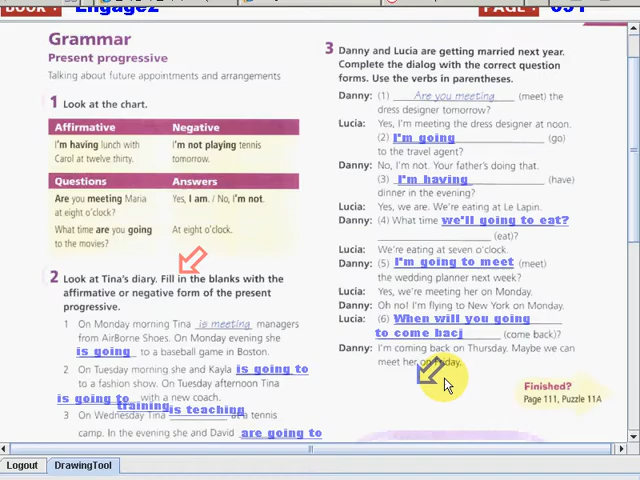 BOOK Engage2 PAGE 091
Grammar
Present progressive
Talking about future appointments and arrangements
1 Look at the chart.
Affirmative Negative
I'm having lunch with Carol at twelve thirty.
I'm not playing tennis tomorrow.
Questions Answers
Are you meeting Maria at eight o'clock?
Yes, I am. / No, I'm not.
What time are you going to the movies?
At eight o'clock.
2 Look at Tina's diary. Fill in the blanks with the
affirmative or negative form of the present
progressive.
1 On Monday morning Tina is meeting managers
from AirBorne Shoes. On Monday evening she
is going to a baseball game in Boston.
2 On Tuesday morning she and Kayla is going to
to a fashion show. On Tuesday afternoon Tina
is going to with a new coach.
training
3 On Wednesday Tina is teaching at a tennis
camp. In the evening she and David are going to
3 Danny and Lucia are getting married next year.
Complete the dialog with the correct question
forms. Use the verbs in parentheses.
Danny: (1) Are you meeting (meet) the
dress designer tomorrow?
Lucia: Yes, I'm meeting the dress designer at noon.
(2) I'm going (go)
to the travel agent?
Danny: No, I'm not. Your father's doing that.
(3) I'm having (have)
dinner in the evening?
Lucia: Yes, we are. We're eating at Le Lapin.
Danny: (4) What time we'll going to eat?
(eat)?
Lucia: We're eating at seven o'clock.
Danny: (5) I'm going to meet (meet)
the wedding planner next week?
Lucia: Yes, we're meeting her on Monday.
Danny: Oh no! I'm flying to New York on Monday.
Lucia: (6) When will you going
to come bacj (come back)?
Danny: I'm coming back on Thursday. Maybe we can
meet her on Friday.
Finished?
Page 111, Puzzle 11A
Logout DrawingTool